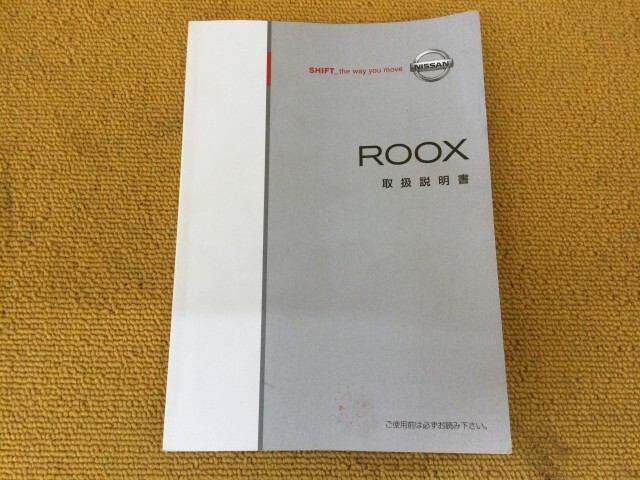 SHIFT_the way you move
NISSAN
ROOX
取扱説明書
ご使用前は必ずお読み下さい。